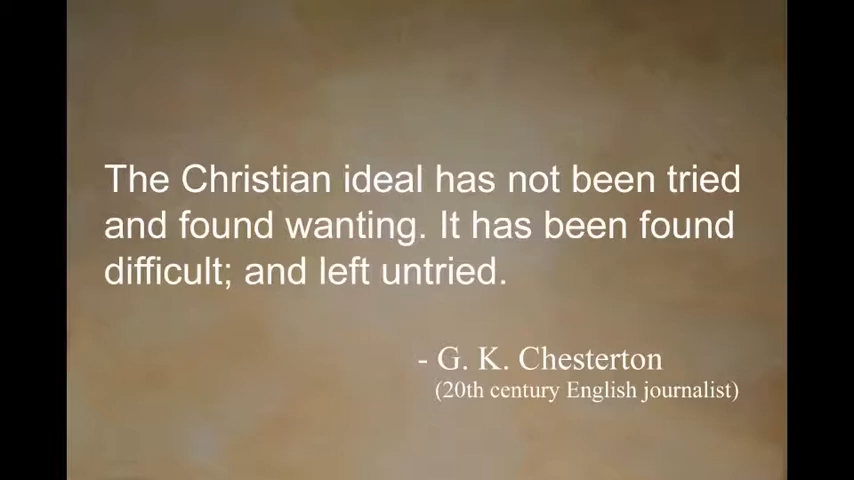 The Christian ideal has not been tried
and found wanting. It has been found
difficult; and left untried.
- G. K. Chesterton
(20th century English journalist)